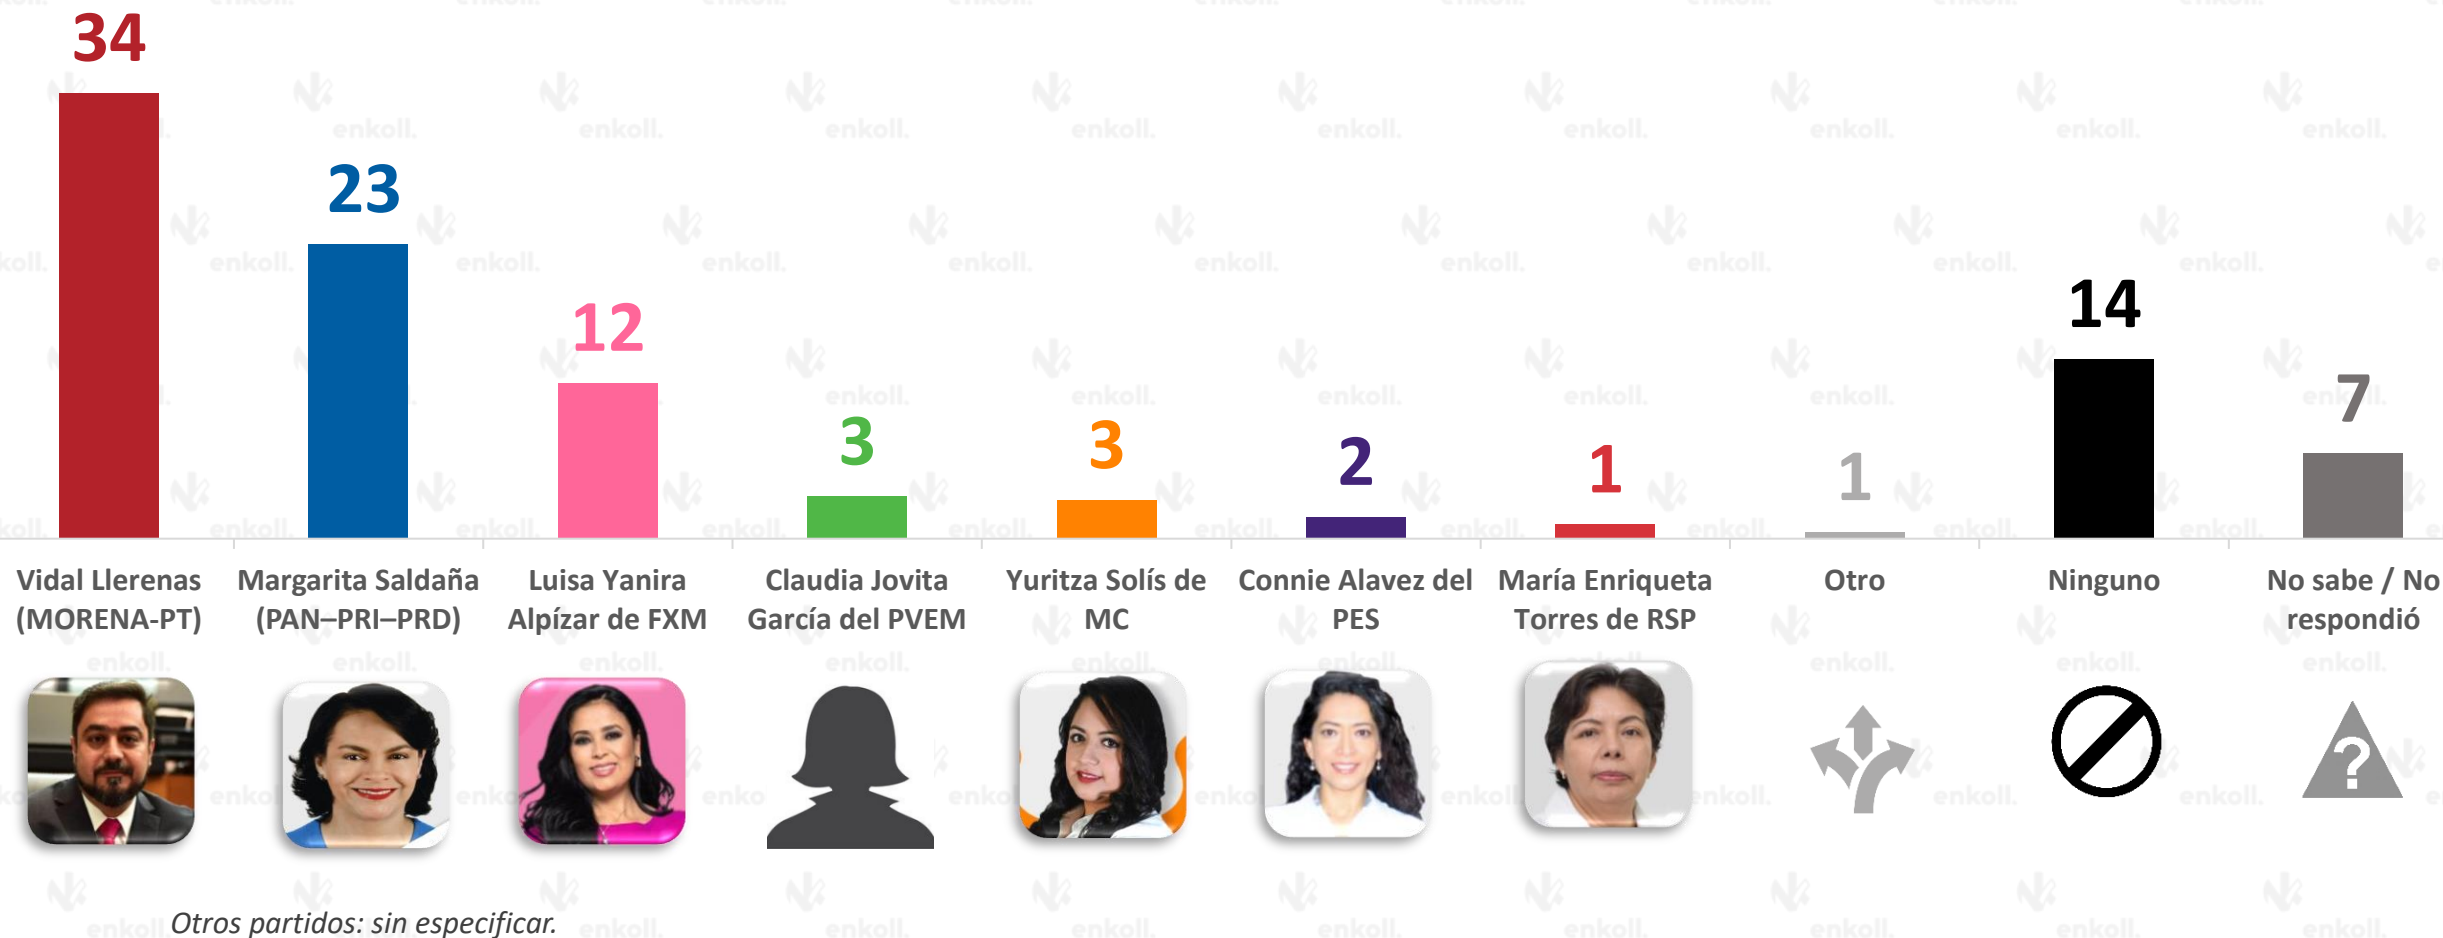 34
23
12
3
3
2
1
1
14
7
Vidal Llerenas
(MORENA-PT)
Margarita Saldaña
(PAN–PRI–PRD)
Luisa Yanira
Alpízar de FXM
Claudia Jovita
García del PVEM
Yuritza Solís de
MC
Connie Alavez del
PES
María Enriqueta
Torres de RSP
Otro
Ninguno
No sabe / No
respondió
?
Otros partidos: sin especificar.
enkoll.